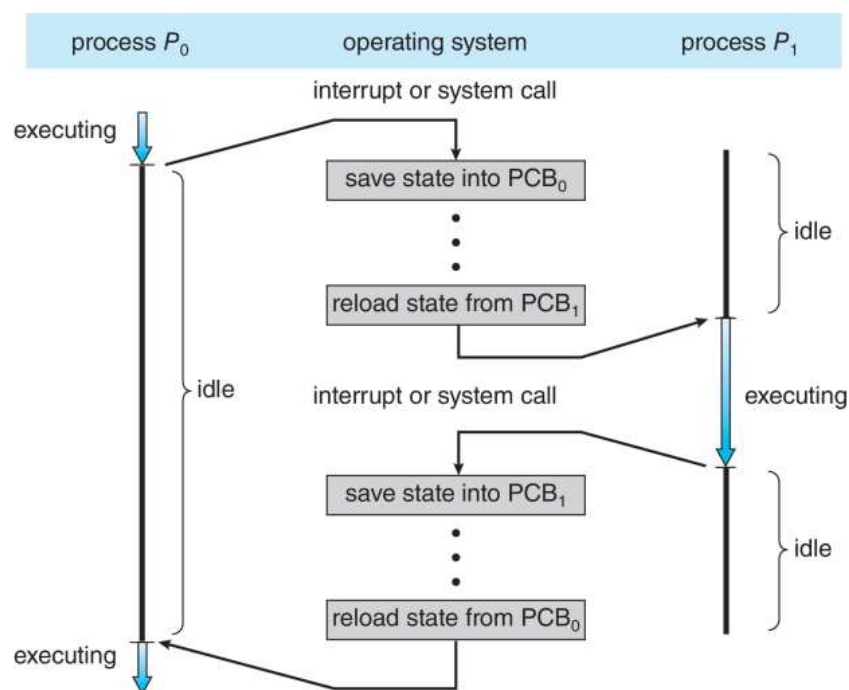 process P₀ operating system process P₁
interrupt or system call
executing
save state into PCB₀
idle
reload state from PCB₁
idle
interrupt or system call
executing
save state into PCB₁
idle
reload state from PCB₀
executing